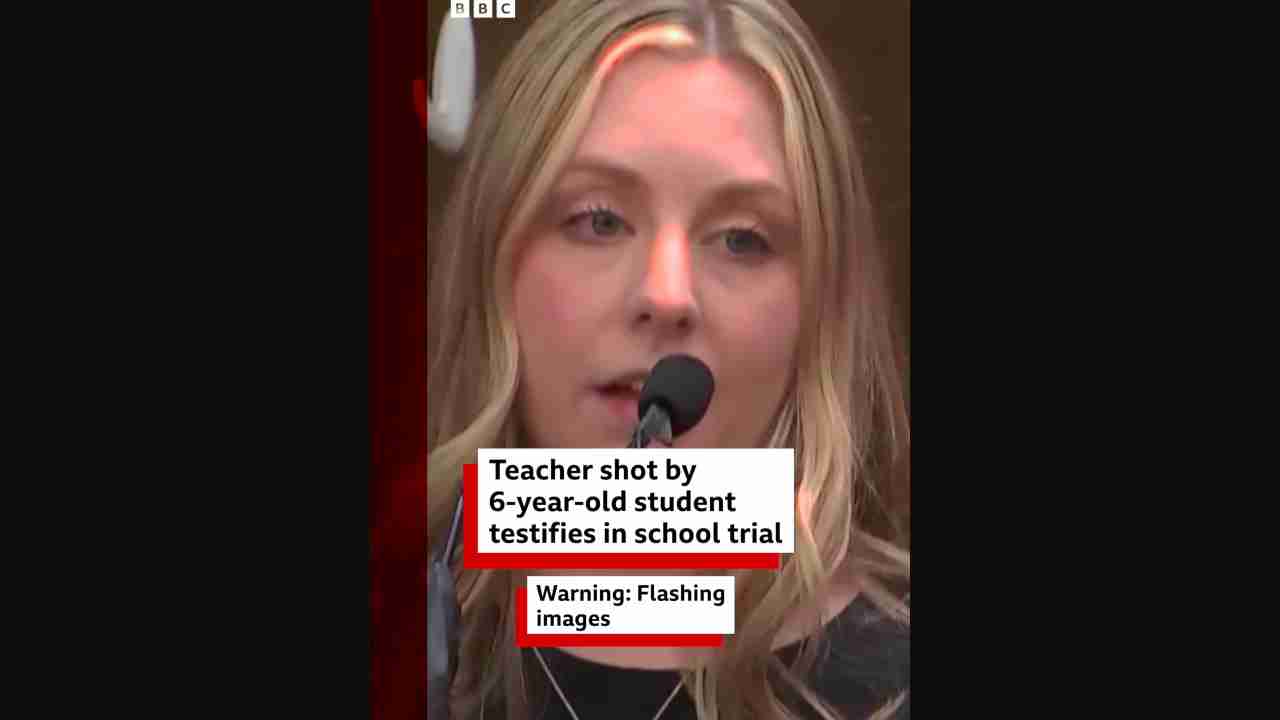 BBC
Teacher shot by
6-year-old student
testifies in school trial
Warning: Flashing
images